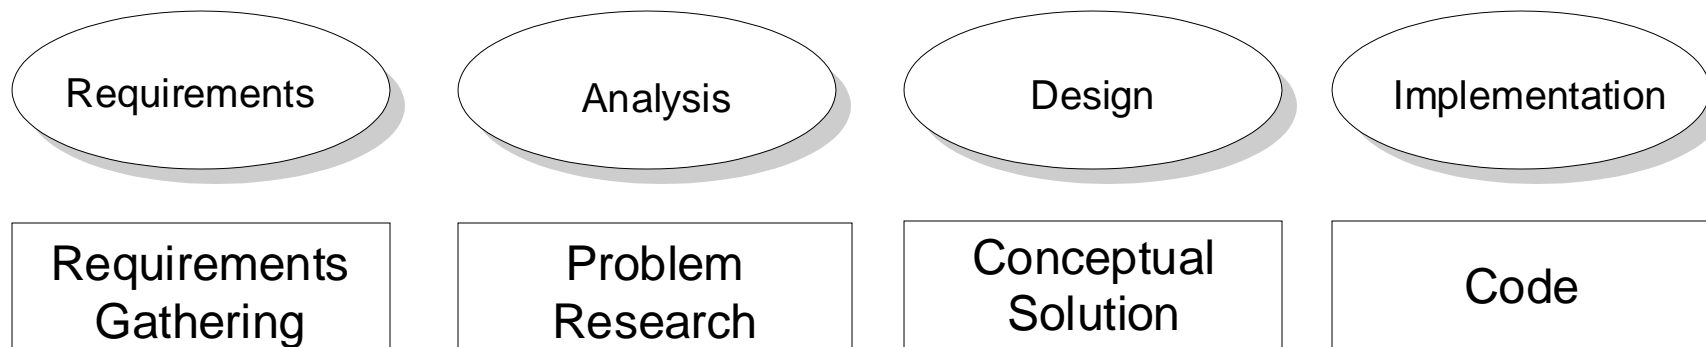 Requirements
Analysis
Design
Implementation
Requirements
Gathering
Problem
Research
Conceptual
Solution
Code